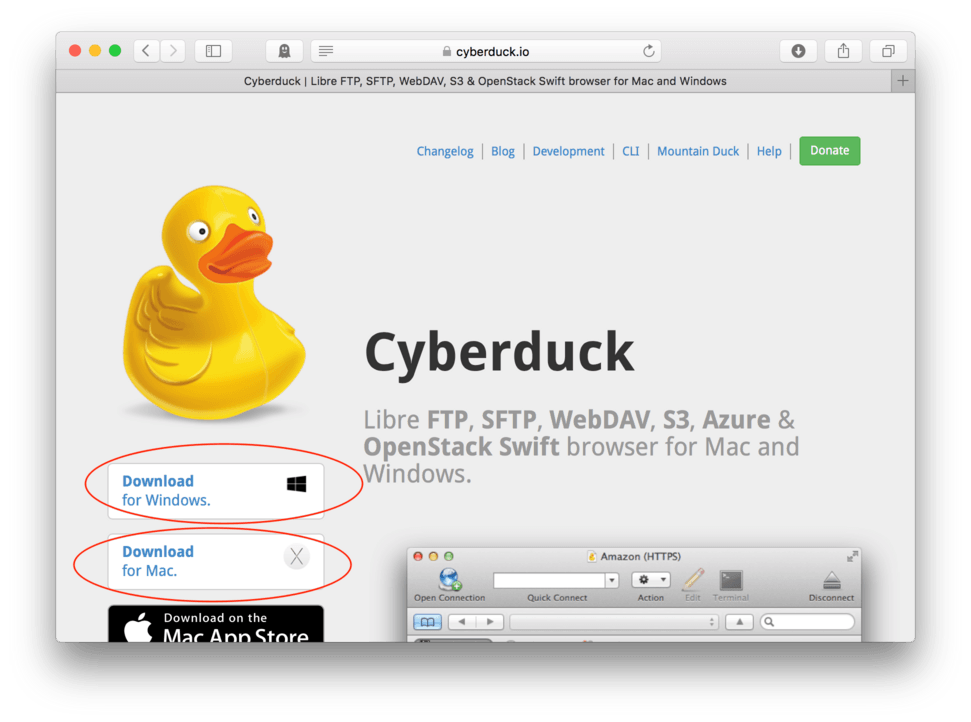 cyberduck.io
Cyberduck | Libre FTP, SFTP, WebDAV, S3 & OpenStack Swift browser for Mac and Windows
Changelog | Blog | Development | CLI | Mountain Duck | Help | Donate
Cyberduck
Libre FTP, SFTP, WebDAV, S3, Azure &
OpenStack Swift browser for Mac and
Windows.
Download
for Windows.
Download
for Mac.
Download on the
Mac App Store
Amazon (HTTPS)
Open Connection
Quick Connect
Action
Edit
Terminal
Disconnect